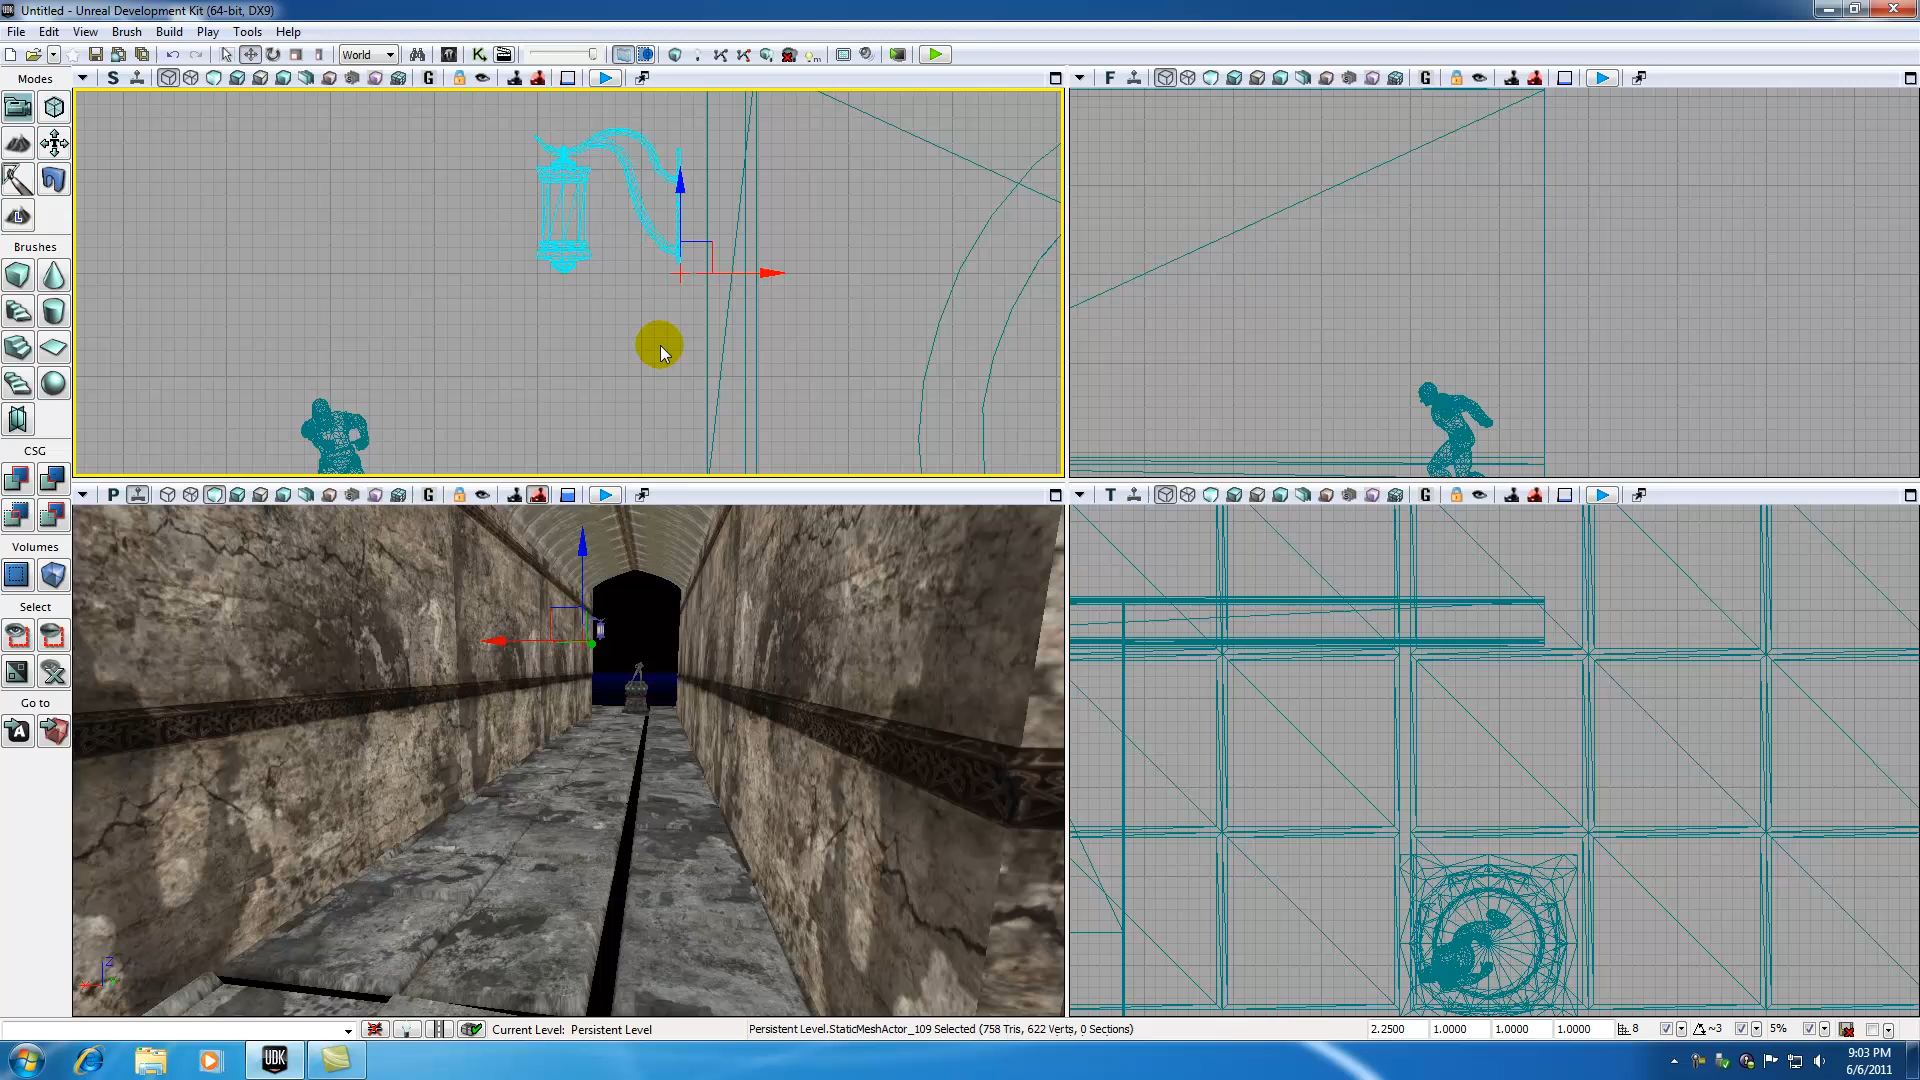 Untitled - Unreal Development Kit (64-bit, DX9)
File Edit View Brush Build Play Tools Help
World
Modes
S
G
F
G
L
Brushes
CSG
P
G
T
G
Volumes
Select
Go to
A
Z
Current Level: Persistent Level
Persistent Level.StaticMeshActor_109 Selected (758 Tris, 622 Verts, 0 Sections)
2.2500 1.0000 1.0000 1.0000 8 ~3 5%
UDK
9:03 PM
6/6/2011